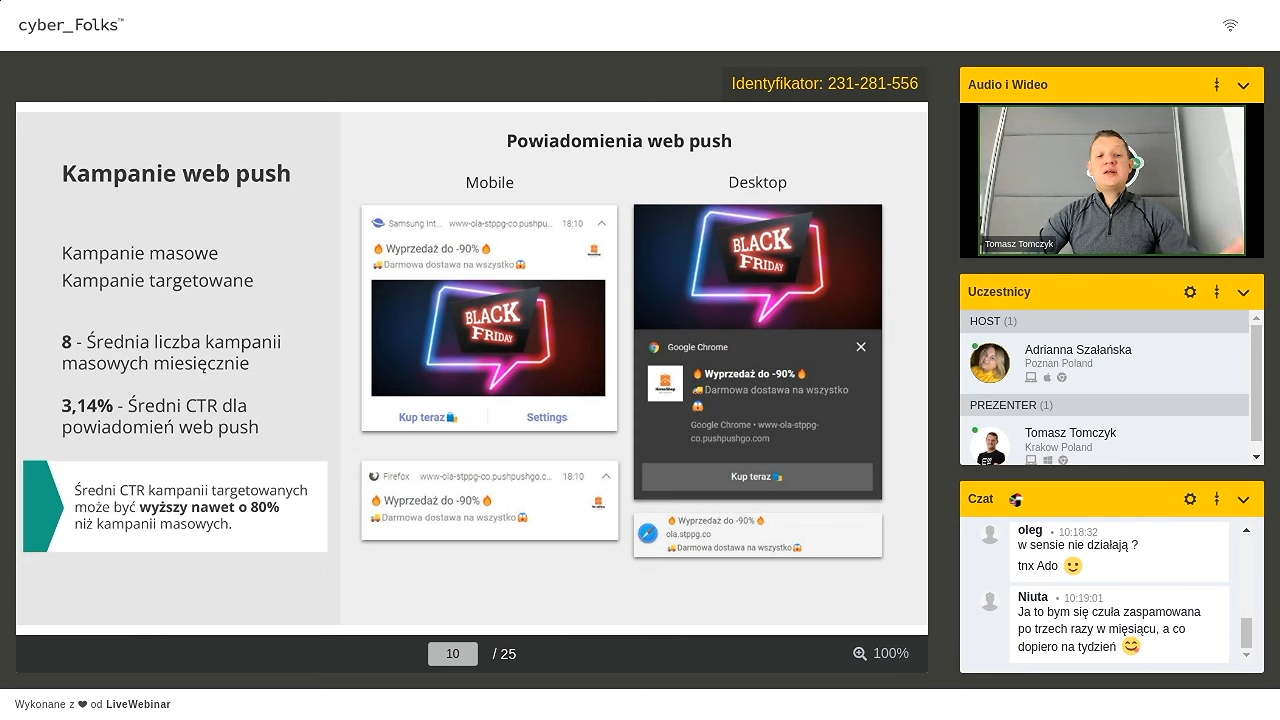 cyber_Folks™
Identyfikator: 231-281-556
Kampanie web push
Kampanie masowe
Kampanie targetowane
8 - Średnia liczba kampanii
masowych miesięcznie
3,14% - Średni CTR dla
powiadomień web push
Średni CTR kampanii targetowanych
może być wyższy nawet o 80%
niż kampanii masowych.
Powiadomienia web push
Mobile
Samsung int... www-ola-stppg-co.pushpu... 18:10
Wyprzedaż do -90%
Darmowa dostawa na wszystko
BLACK
FRIDAY
Kup teraz Settings
Firefox www-ola-stppg-co.pushpushgo.c... 18:10
Wyprzedaż do -90%
Darmowa dostawa na wszystko
Desktop
BLACK
FRIDAY
Google Chrome
HomeShop
Wyprzedaż do -90%
Darmowa dostawa na wszystko
Google Chrome • www-ola-stppg-
co.pushpushgo.com
Kup teraz
Wyprzedaż do -90%
ola.stppg.co
Darmowa dostawa na wszystko
10 / 25
100%
Audio i Wideo
Tomasz Tomczyk
Uczestnicy
HOST (1)
Adrianna Szałańska
Poznan Poland
PREZENTER (1)
Tomasz Tomczyk
Krakow Poland
Czat
oleg • 10:18:32
w sensie nie działają ?
tnx Ado
Niuta • 10:19:01
Ja to bym się czuła zaspamowana
po trzech razy w mięsiącu, a co
dopiero na tydzień
Wykonane z ❤ od LiveWebinar